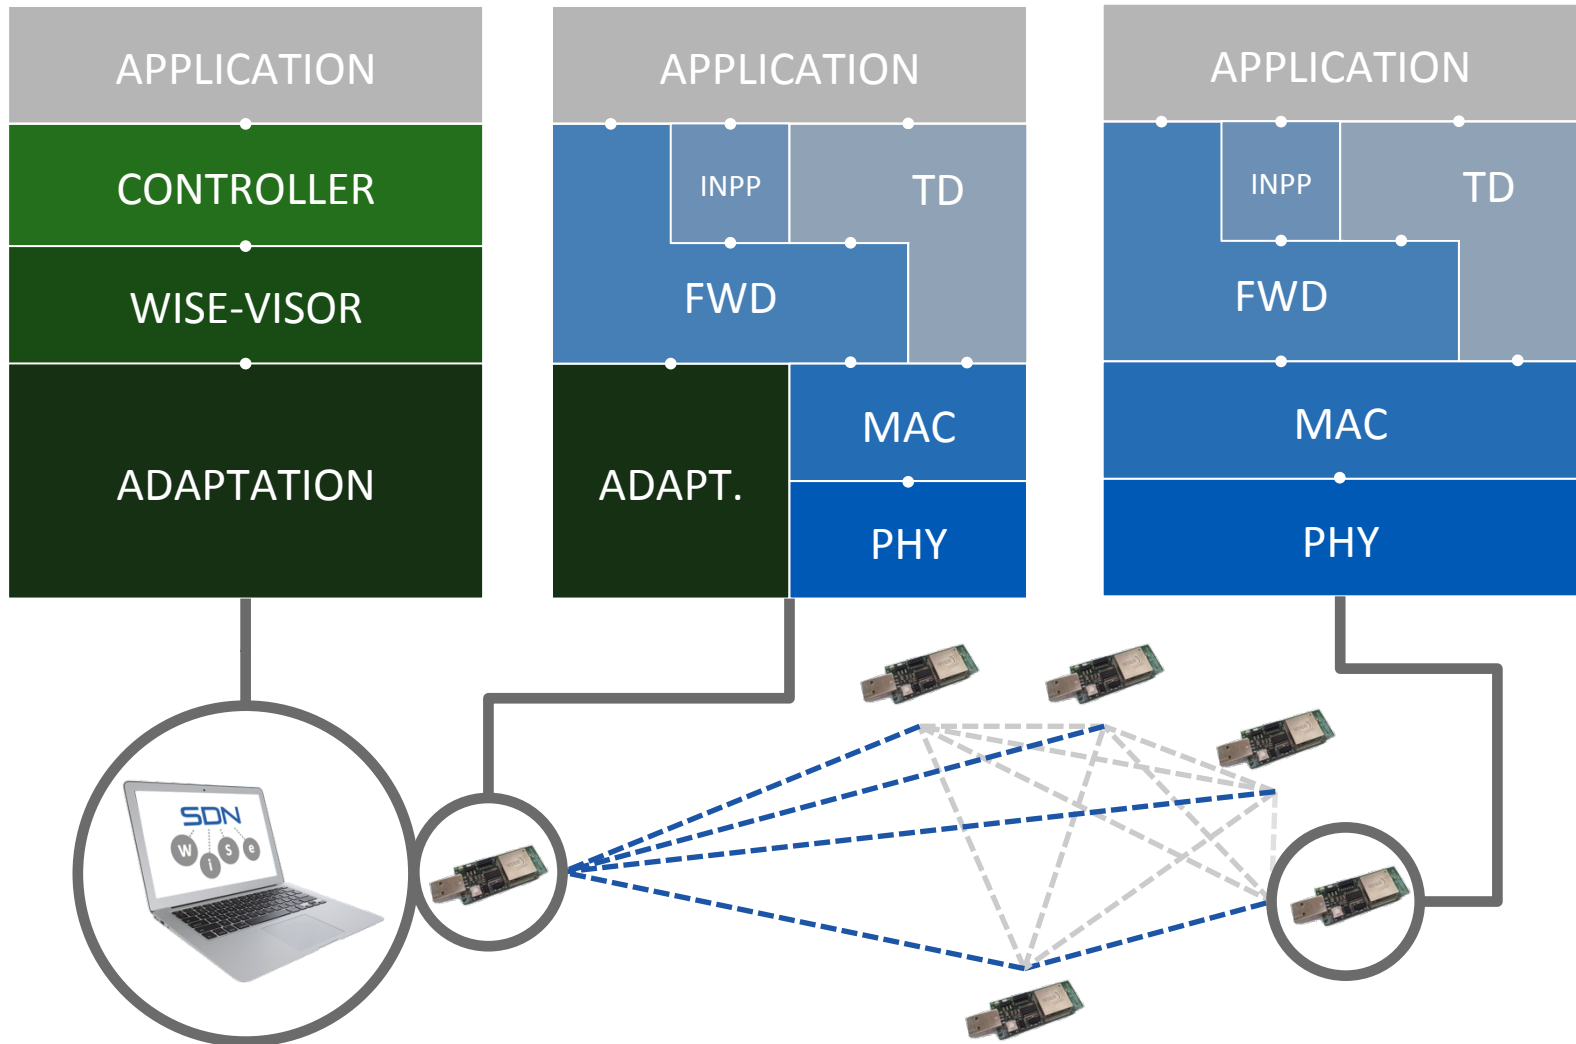 APPLICATION
CONTROLLER
WISE-VISOR
ADAPTATION
APPLICATION
INPP
TD
FWD
ADAPT.
MAC
PHY
APPLICATION
INPP
TD
FWD
MAC
PHY
SDN
w i s e